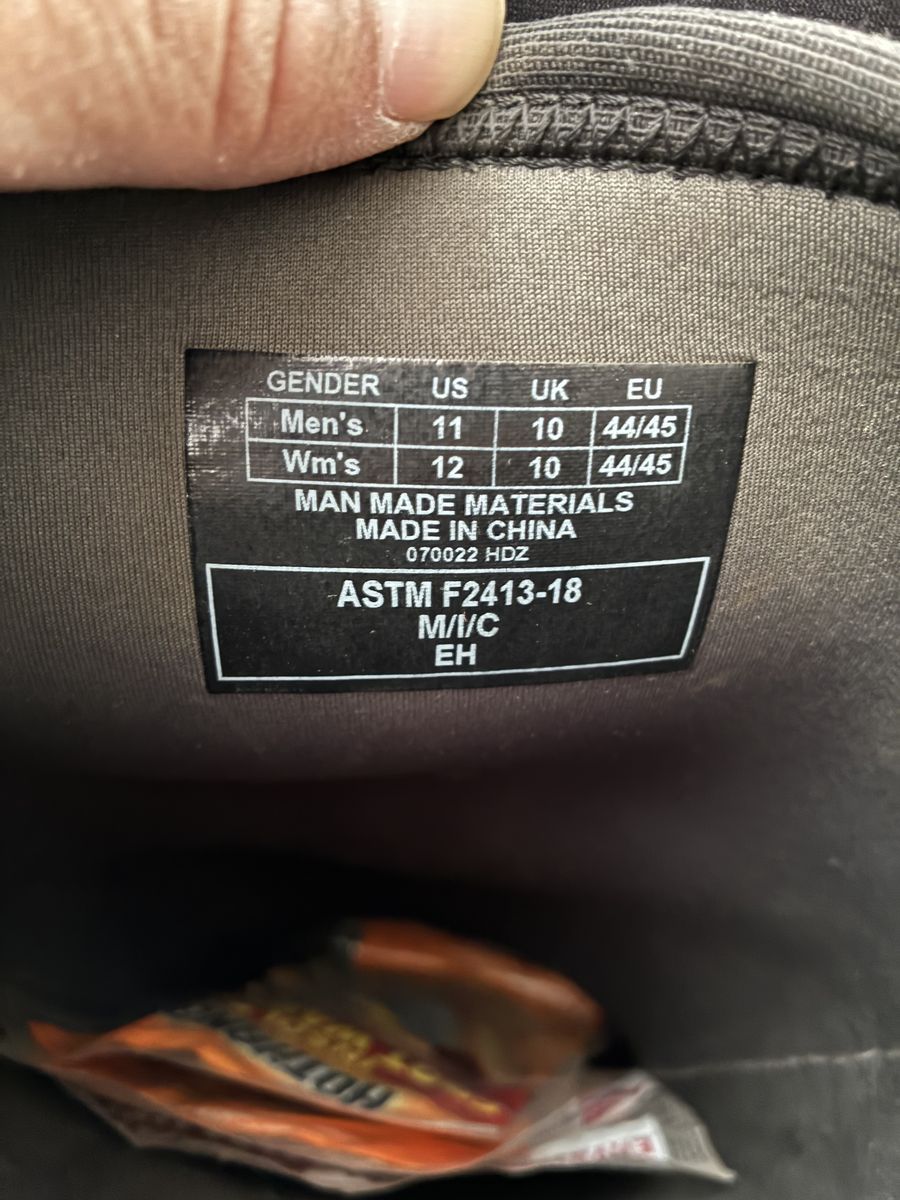 GENDER US UK EU
Men's 11 10 44/45
Wm's 12 10 44/45
MAN MADE MATERIALS
MADE IN CHINA
070022 HDZ
ASTM F2413-18
M/I/C
EH